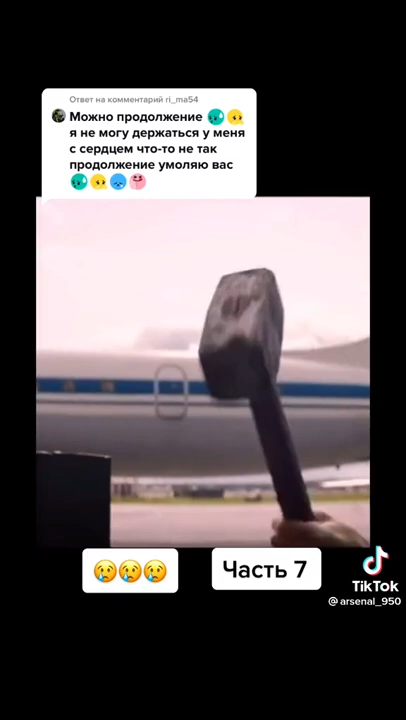 Ответ на комментарий ri_ma54
Можно продолжение
я не могу держаться у меня
с сердцем что-то не так
продолжение умоляю вас
Часть 7
TikTok
@arsenal_950